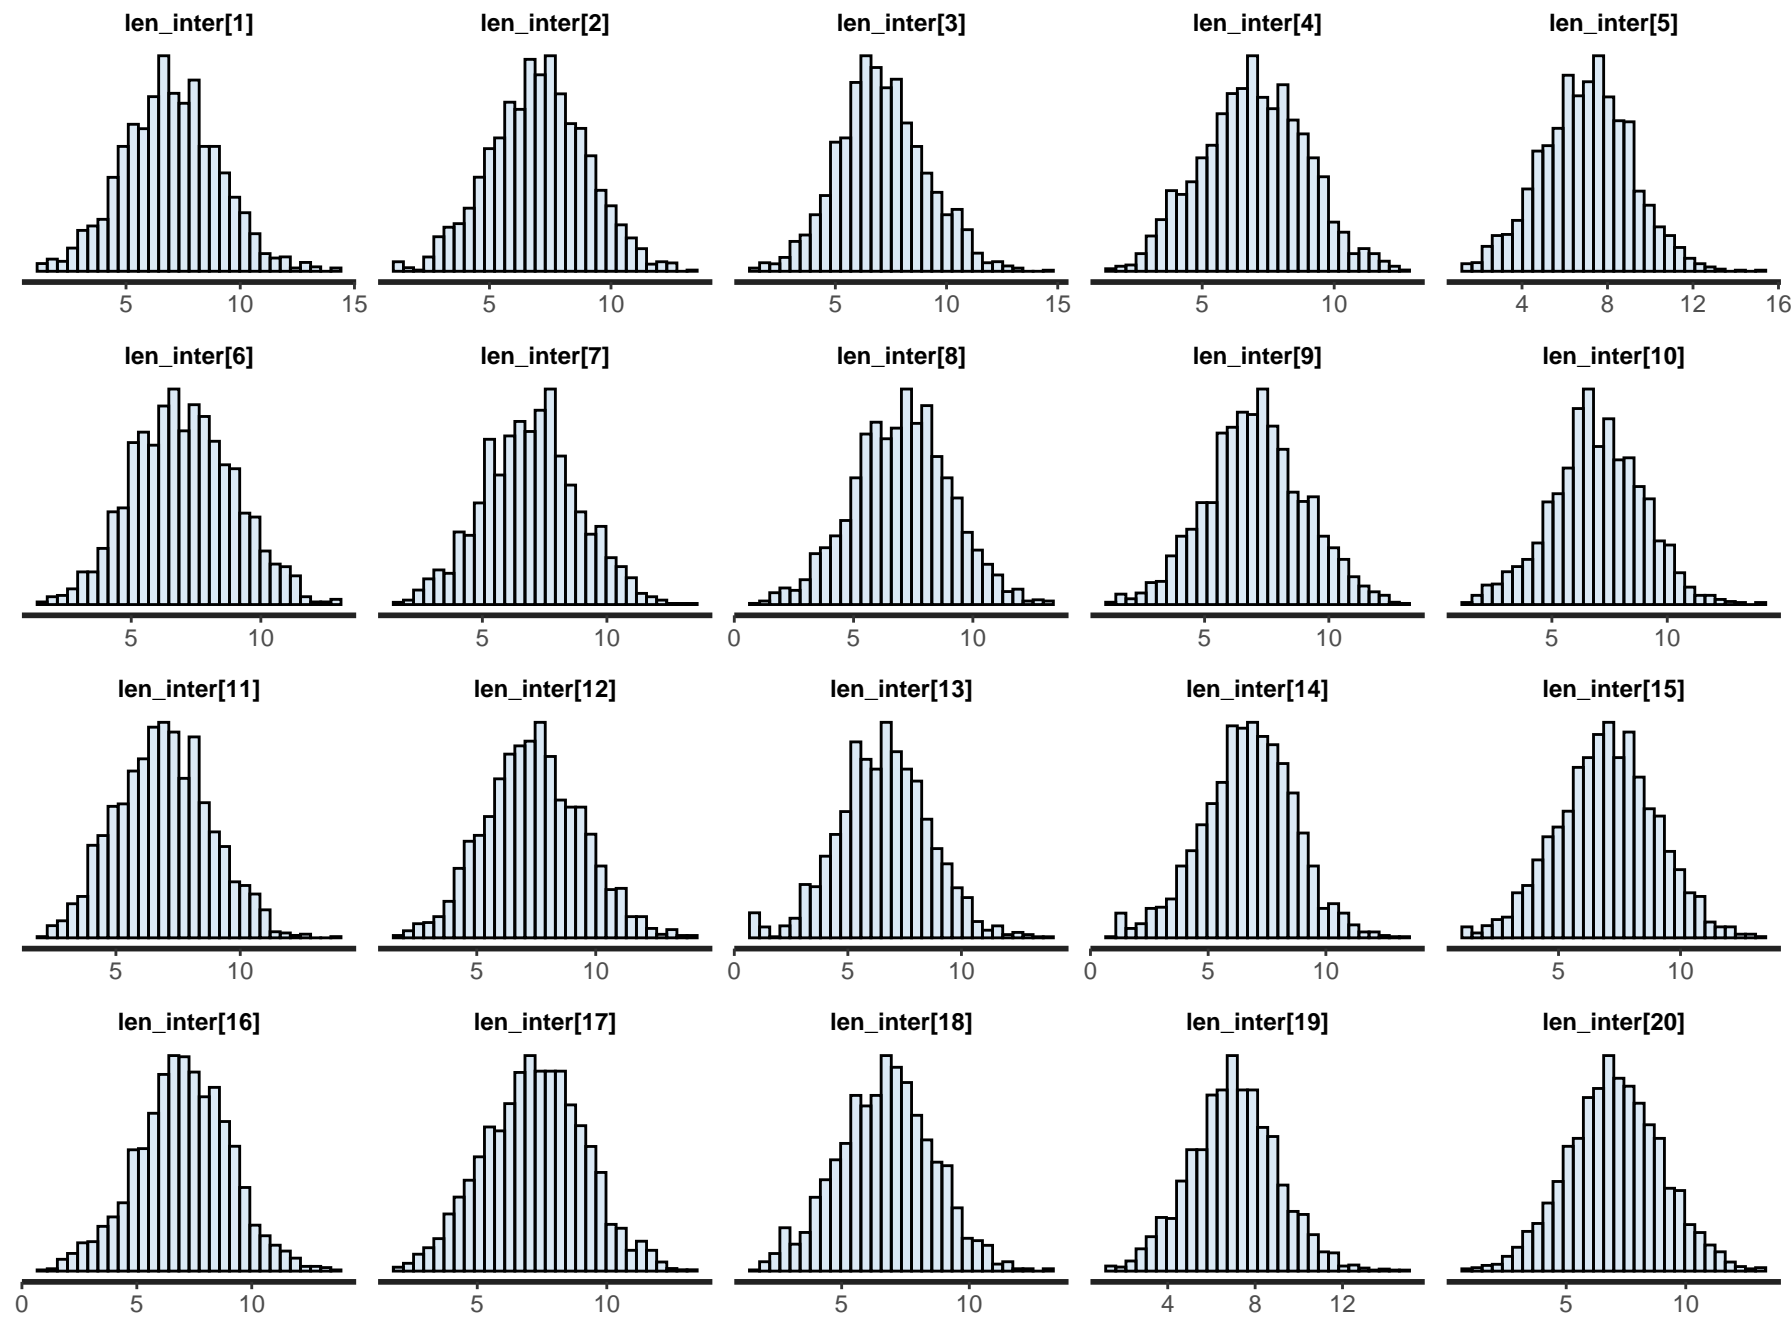 len_inter[1] len_inter[2] len_inter[3] len_inter[4] len_inter[5]
5 10 15 5 10 5 10 15 5 10 4 8 12 16
len_inter[6] len_inter[7] len_inter[8] len_inter[9] len_inter[10]
5 10 5 10 0 5 10 5 10 5 10
len_inter[11] len_inter[12] len_inter[13] len_inter[14] len_inter[15]
5 10 5 10 0 5 10 0 5 10 5 10
len_inter[16] len_inter[17] len_inter[18] len_inter[19] len_inter[20]
0 5 10 5 10 5 10 4 8 12 5 10